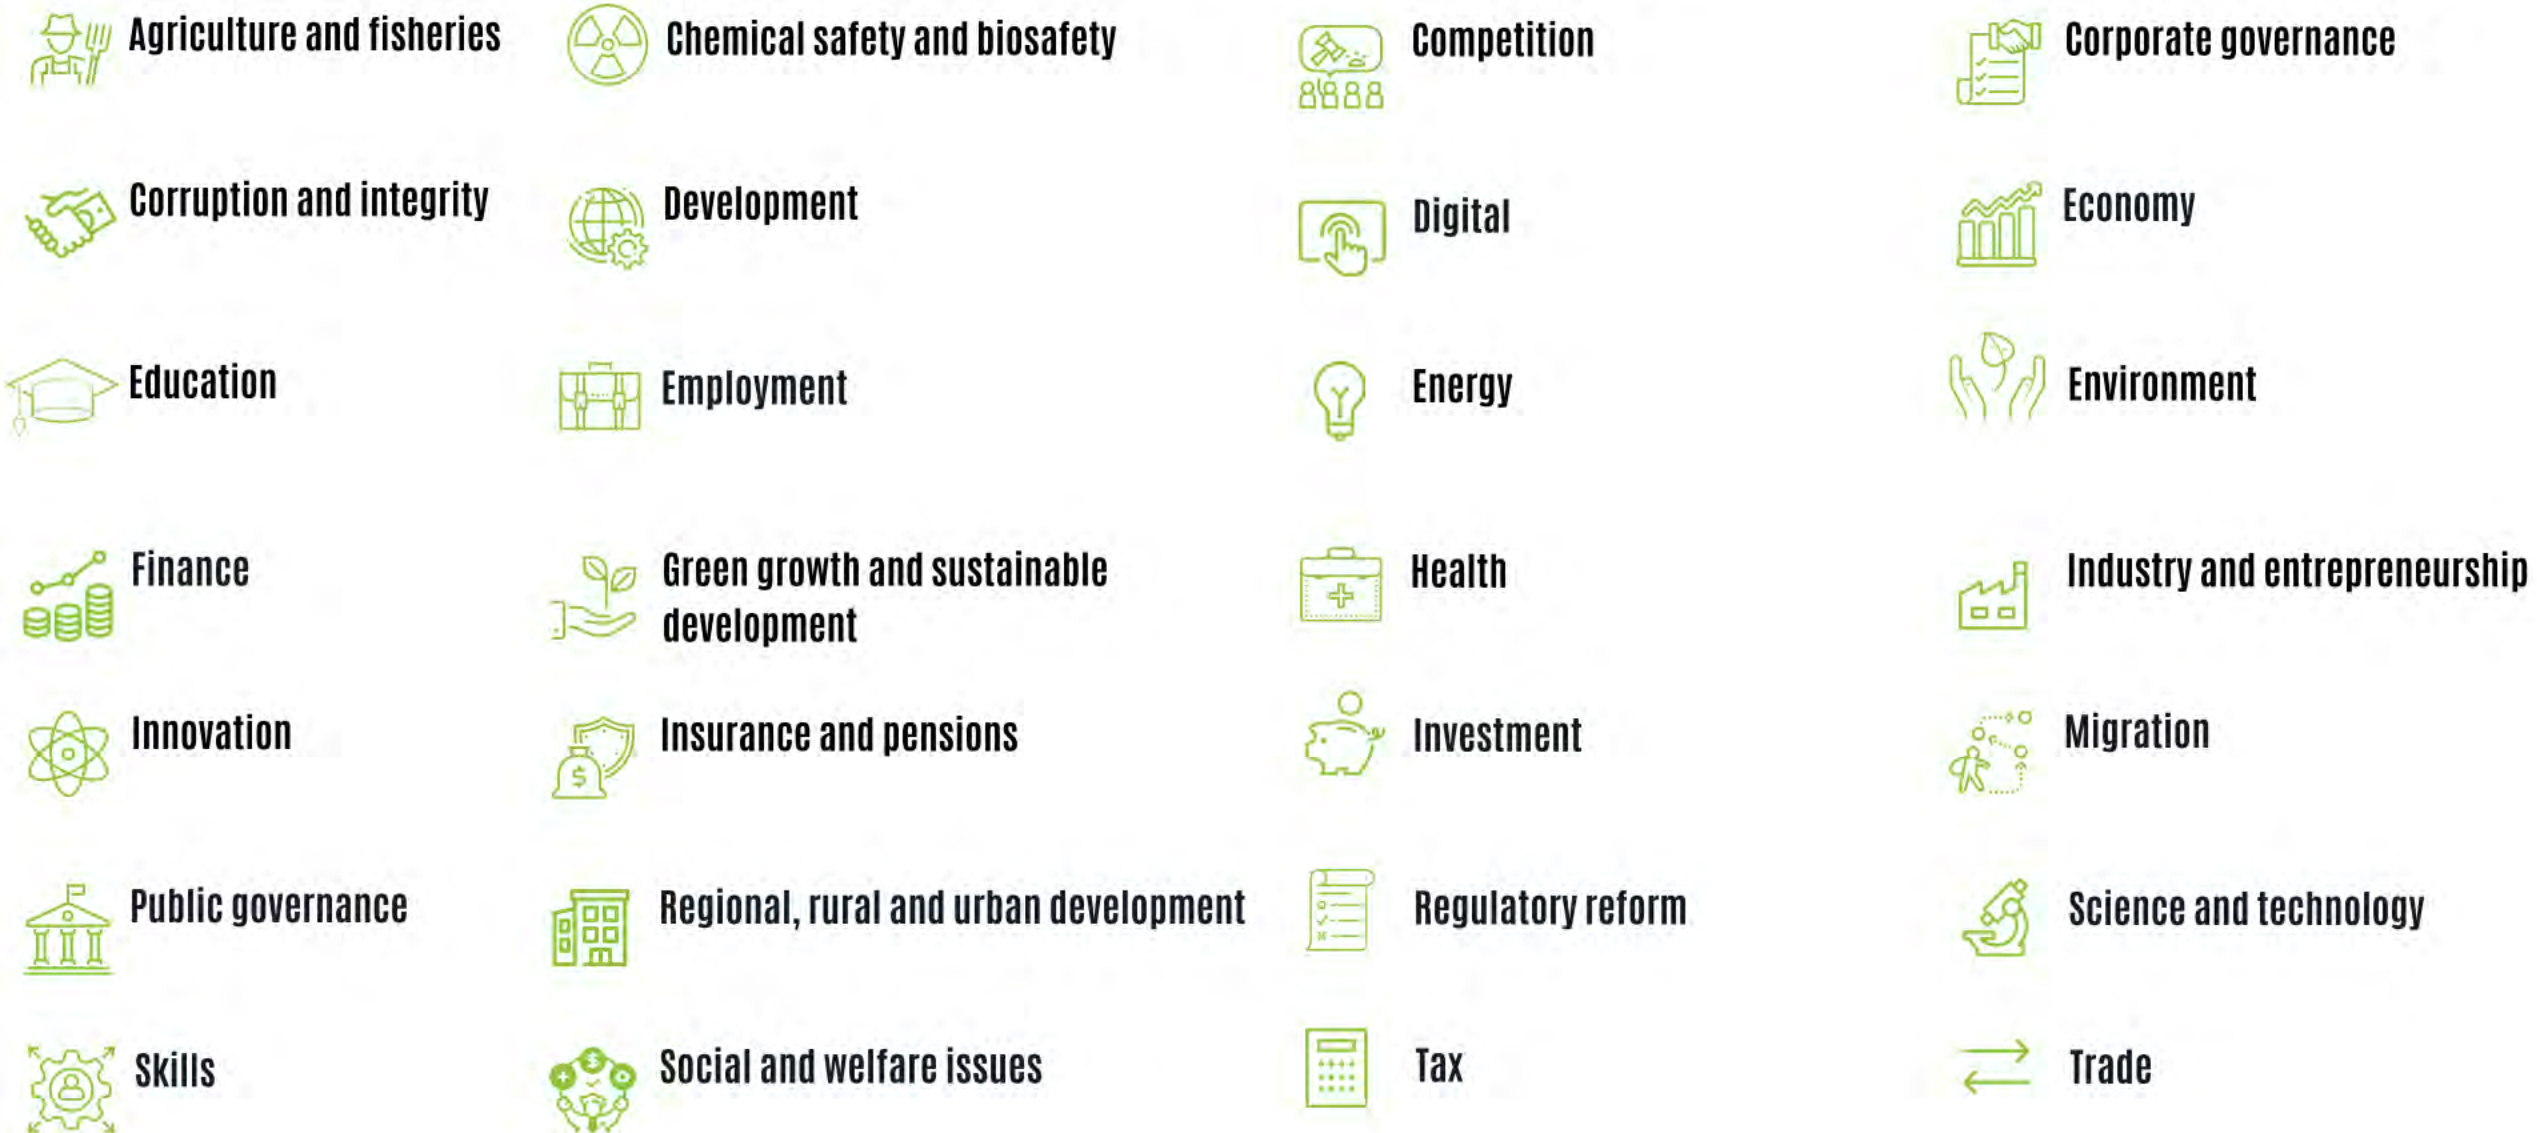 Agriculture and fisheries
Chemical safety and biosafety
Competition
Corporate governance
Corruption and integrity
Development
Digital
Economy
Education
Employment
Energy
Environment
Finance
Green growth and sustainable
development
Health
Industry and entrepreneurship
Innovation
Insurance and pensions
$
Investment
Migration
Public governance
Regional, rural and urban development
Regulatory reform
Science and technology
Skills
$
Social and welfare issues
Tax
Trade